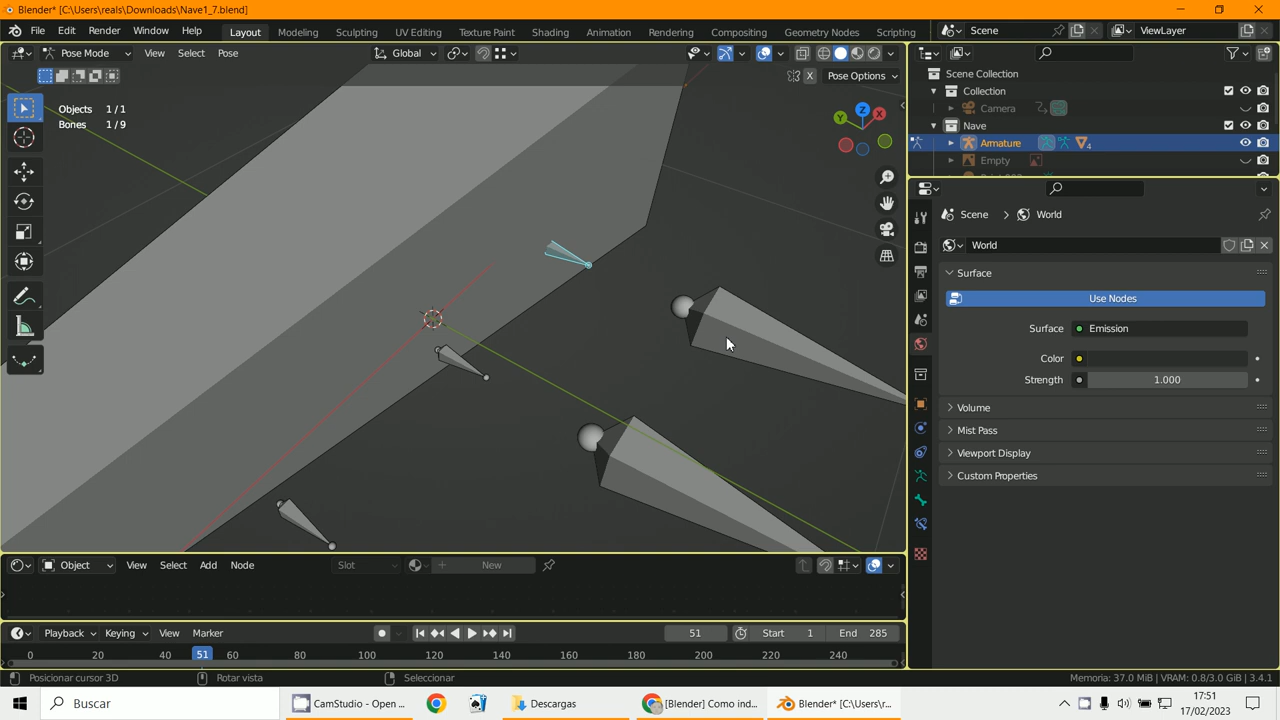 Blender* [C:\Users\reals\Downloads\Nave1_7.blend]
File Edit Render Window Help Layout Modeling Sculpting UV Editing Texture Paint Shading Animation Rendering Compositing Geometry Nodes Scripting Scene ViewLayer
Pose Mode View Select Pose Global
X Pose Options
Objects 1/1
Bones 1/9
Z
Y X
Scene Collection
Collection
Camera
Nave
Armature 4
Empty
Scene World
World
Surface
Use Nodes
Surface Emission
Color
Strength 1.000
Volume
Mist Pass
Viewport Display
Custom Properties
Object View Select Add Node Slot New
Playback Keying View Marker 51 Start 1 End 285
0 20 40 51 60 80 100 120 140 160 180 200 220 240
Posicionar cursor 3D Rotar vista Seleccionar Memoria: 37.0 MiB | VRAM: 0.8/3.0 GiB | 3.4.1
Buscar CamStudio - Open ... Descargas [Blender] Como ind... Blender* [C:\Users\r... 17:51
17/02/2023